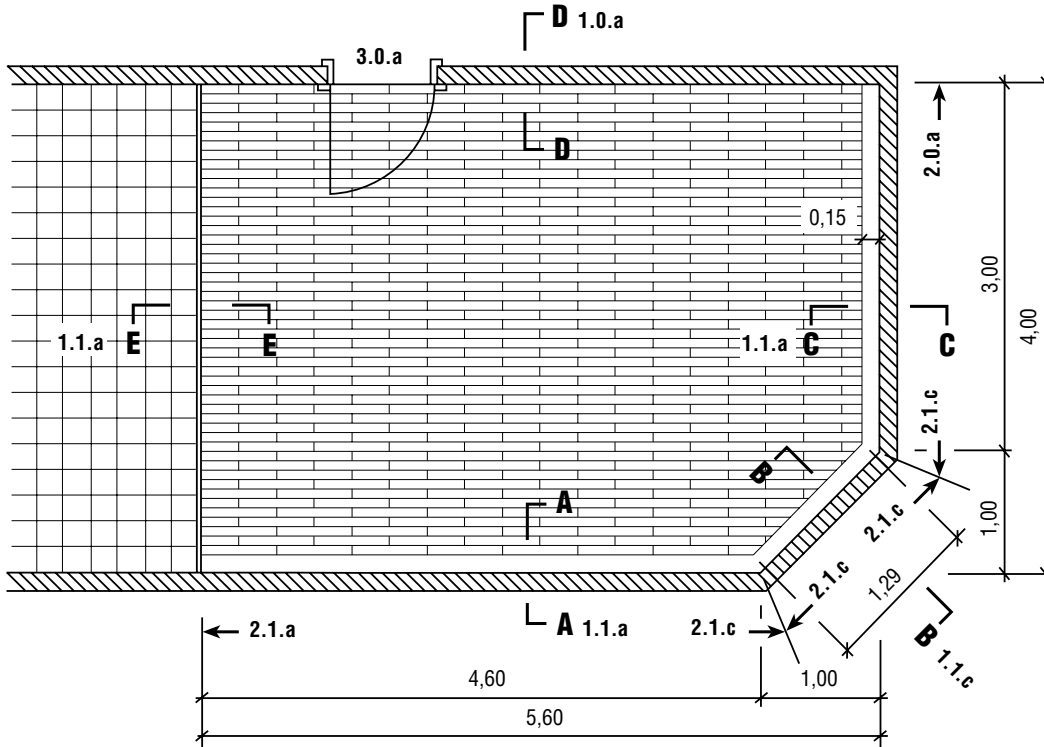 D 1.0.a
3.0.a
D
2.0.a
0,15
3,00
4,00
1.1.a E
E
1.1.a C
C
2.1.c
B
A
1,00
2.1.c
2.1.c
1,29
2.1.a
A 1.1.a
2.1.c
B 1.1.c
4,60
1,00
5,60